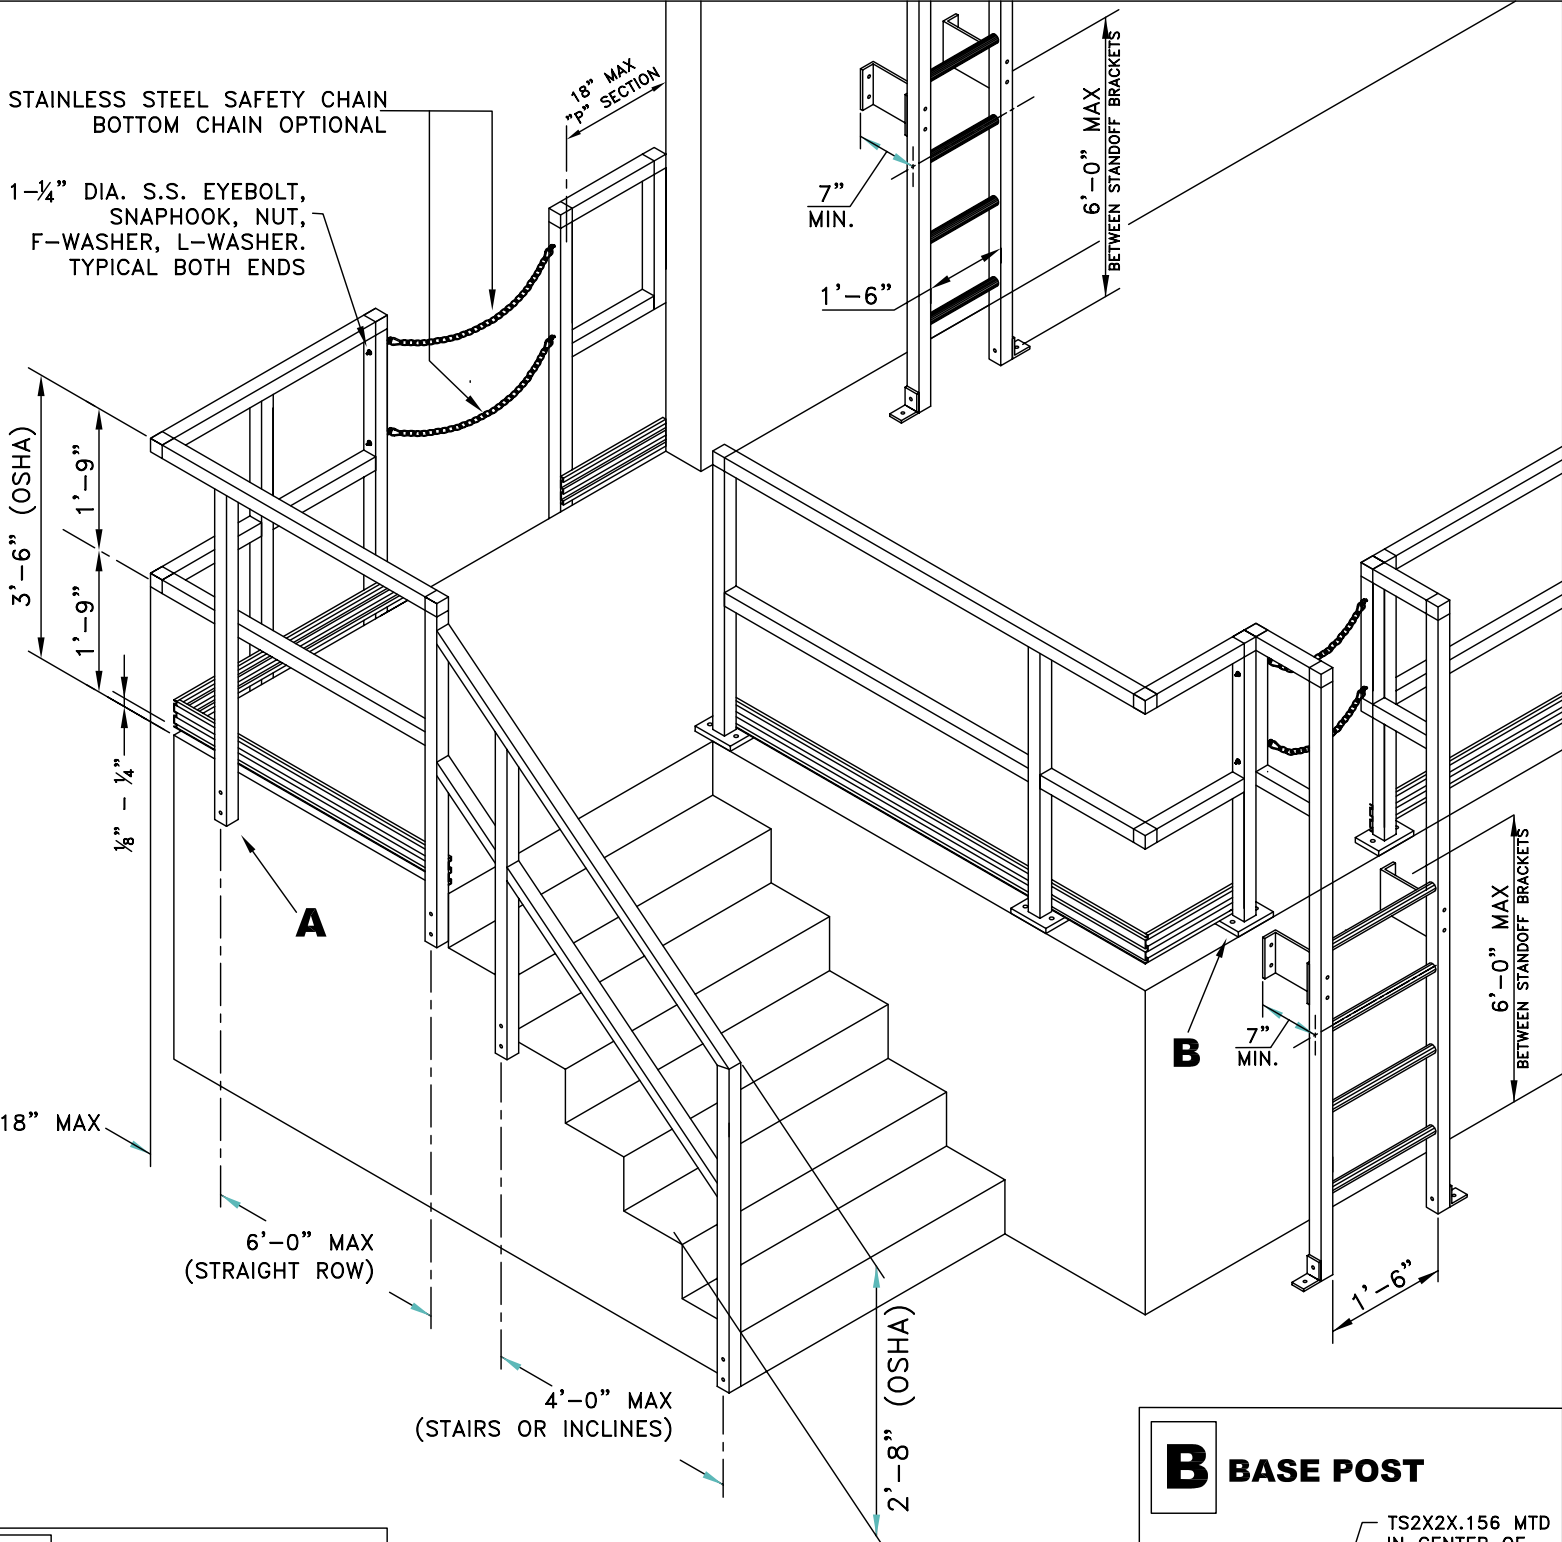 18” MAX
"P" SECTION
STAINLESS STEEL SAFETY CHAIN
BOTTOM CHAIN OPTIONAL
1-¼” DIA. S.S. EYEBOLT,
SNAPHOOK, NUT,
F-WASHER, L-WASHER.
TYPICAL BOTH ENDS
7”
MIN.
1’-6”
6’-0” MAX
BETWEEN STANDOFF BRACKETS
3’-6” (OSHA)
1’-9”
1’-9”
⅛” - ¼”
A
B
7”
MIN.
6’-0” MAX
BETWEEN STANDOFF BRACKETS
1’-6”
18” MAX
6’-0” MAX
(STRAIGHT ROW)
4’-0” MAX
(STAIRS OR INCLINES)
2’-8” (OSHA)
B BASE POST
TS2X2X.156 MTD
IN CENTER OF